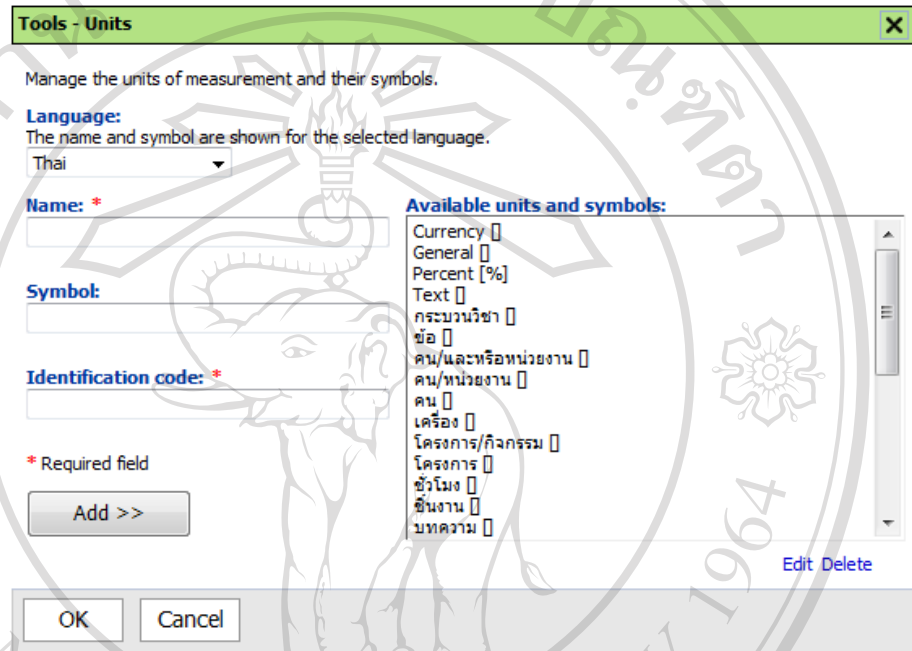 Tools - Units
Manage the units of measurement and their symbols.
Language:
The name and symbol are shown for the selected language.
Thai
Name: *
Symbol:
Identification code: *
* Required field
Add >>
Available units and symbols:
Currency []
General []
Percent [%]
Text []
กระบวนวิชา []
ข้อ []
คน/และหรือหน่วยงาน []
คน/หน่วยงาน []
คน []
เครื่อง []
โครงการ/กิจกรรม []
โครงการ []
ชั่วโมง []
ชิ้นงาน []
บทความ []
Edit Delete
OK Cancel
1964